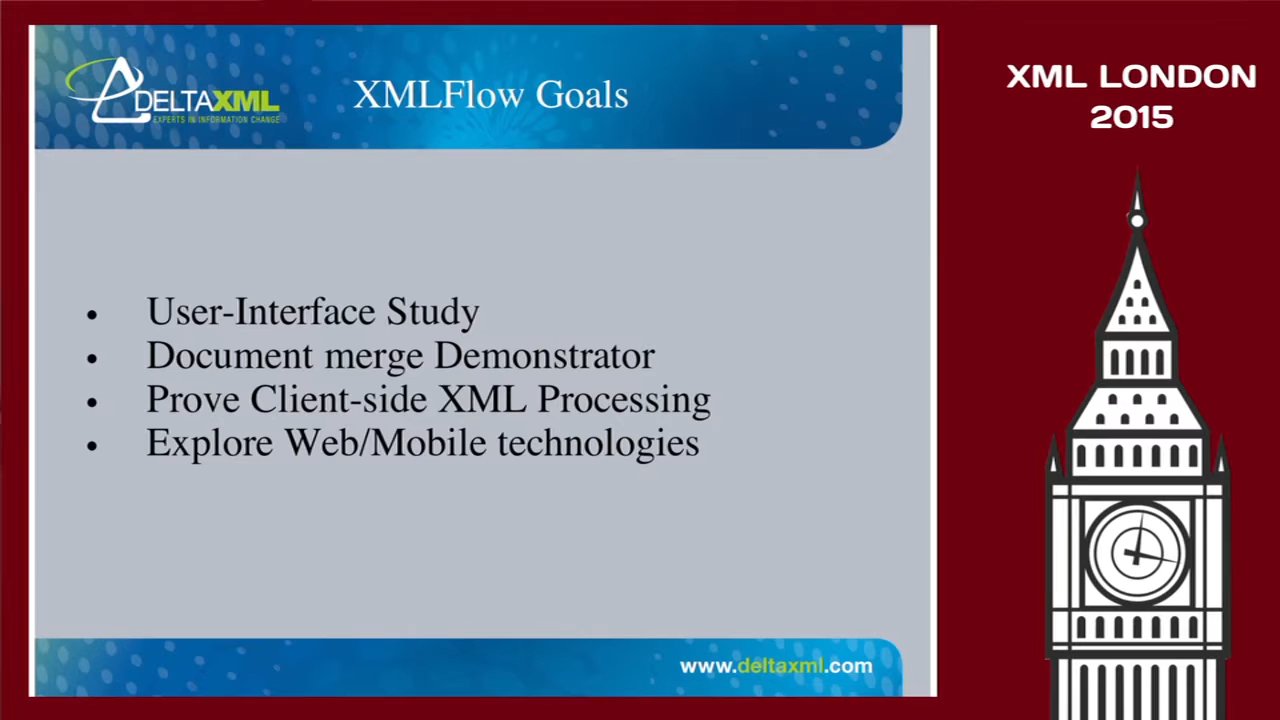 DELTAXML
EXPERTS IN INFORMATION CHANGE
XMLFlow Goals
• User-Interface Study
• Document merge Demonstrator
• Prove Client-side XML Processing
• Explore Web/Mobile technologies
www.deltaxml.com
XML LONDON
2015